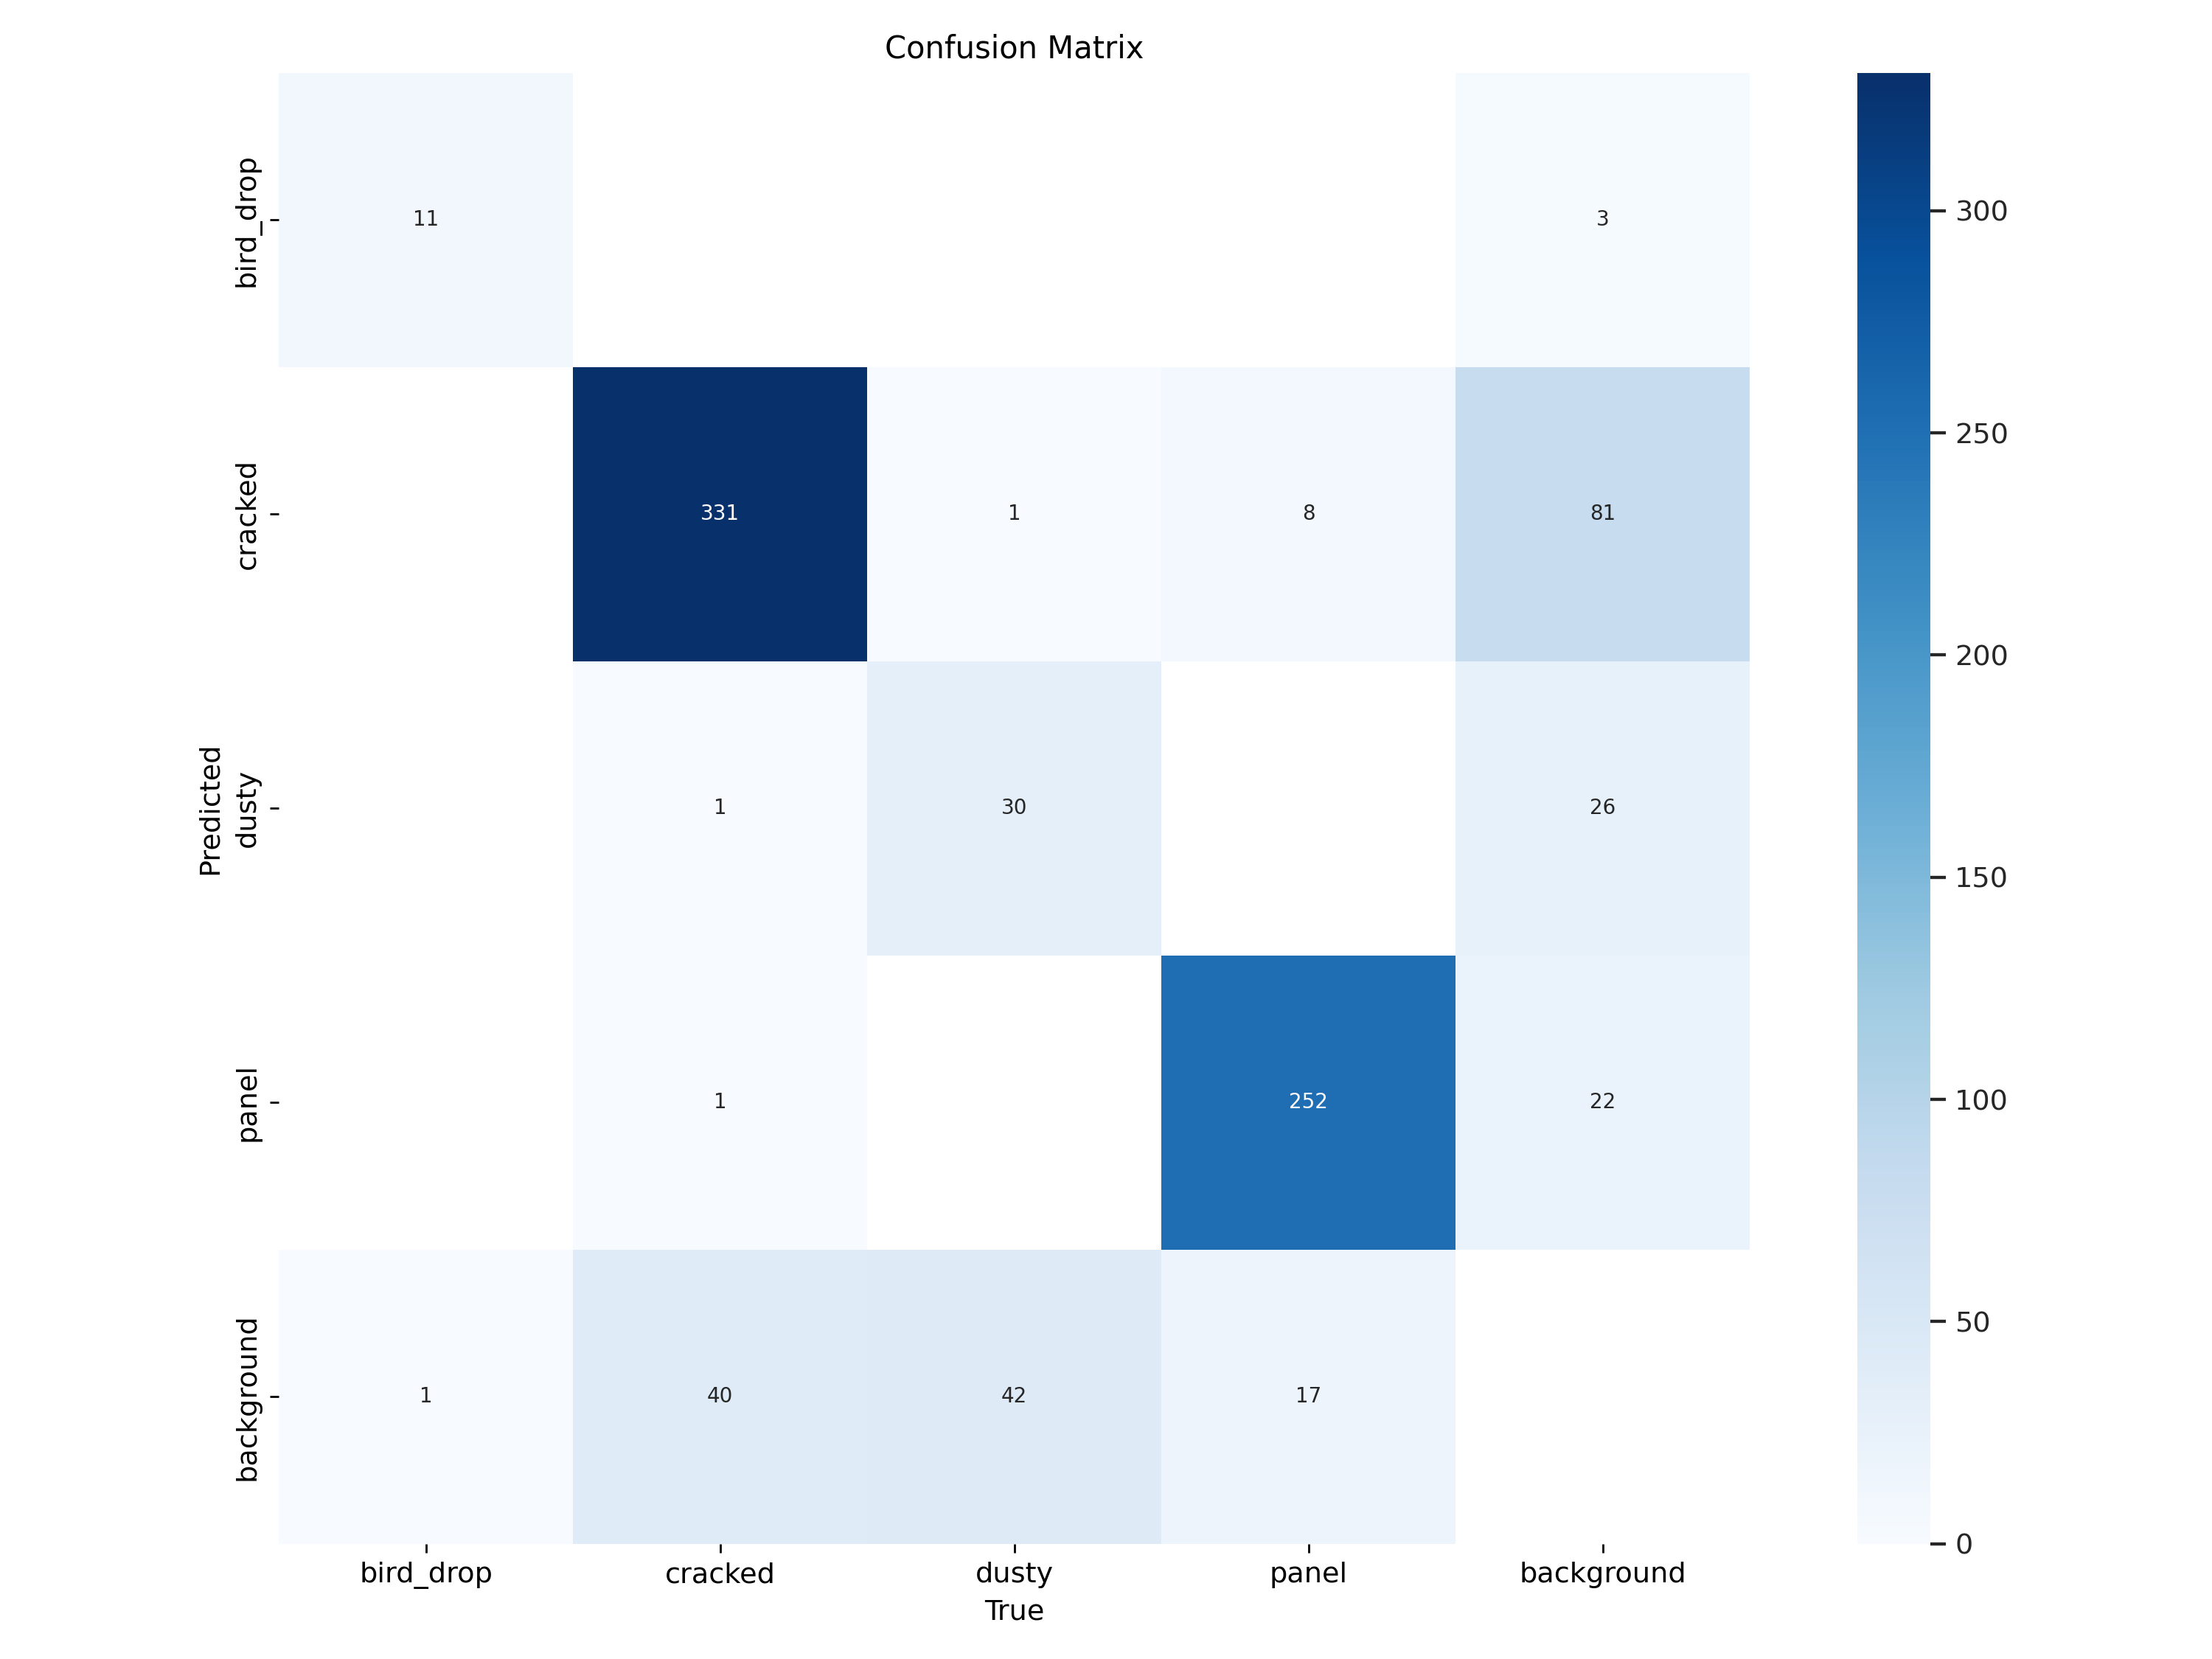 Confusion Matrix
bird_drop
11
3
cracked
331
1
8
81
Predicted
dusty
1
30
26
panel
1
252
22
background
1
40
42
17
bird_drop
cracked
dusty
panel
background
True
300
250
200
150
100
50
0